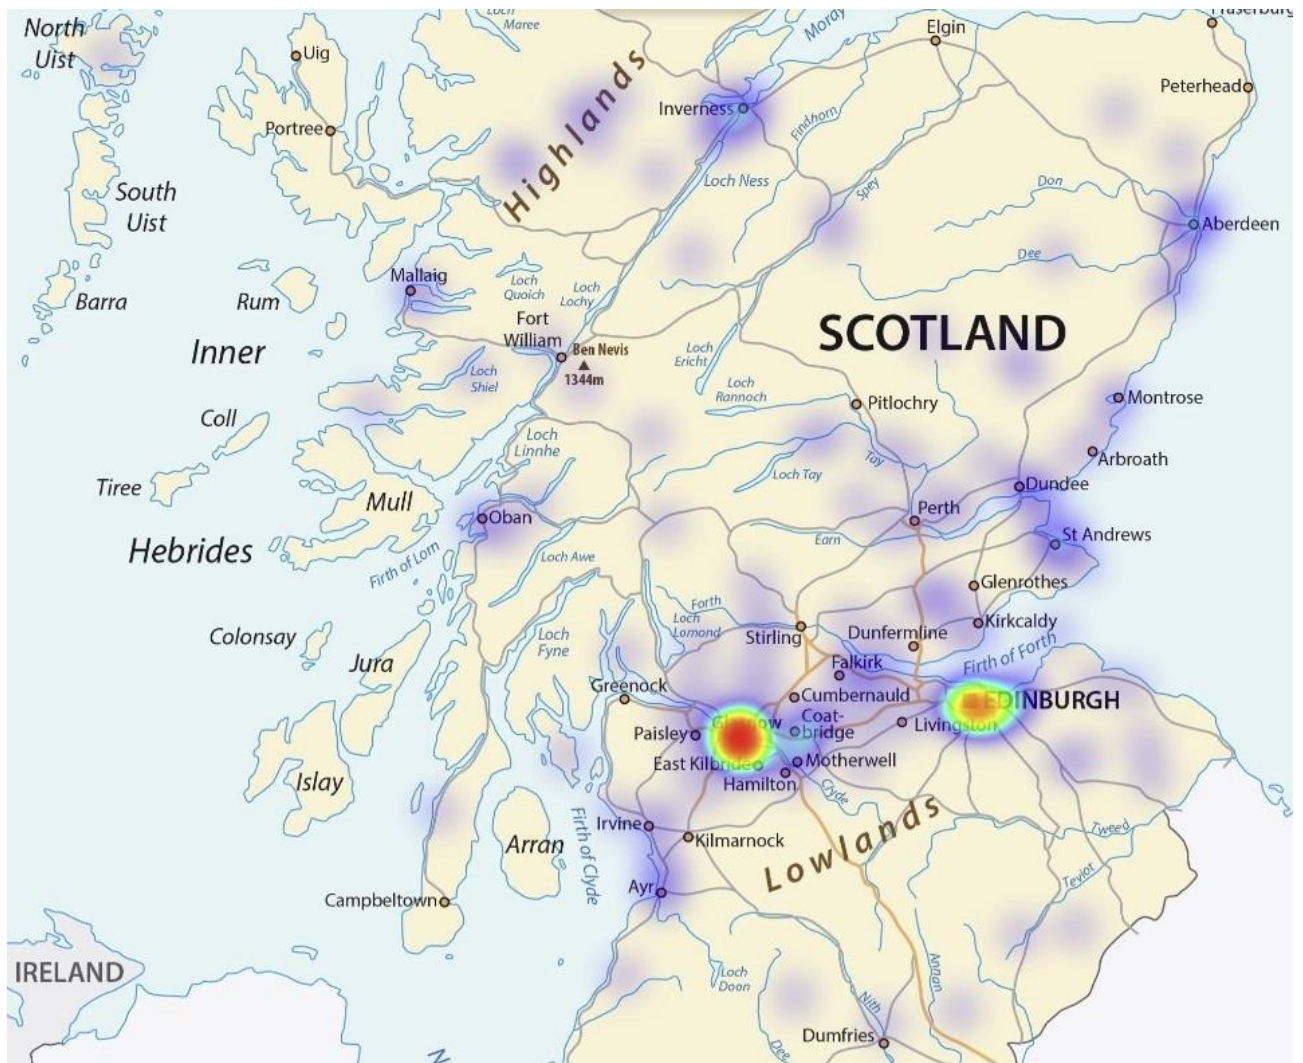 North
Uist
Loch
Maree
Uig
Moray
Elgin
Peterhead
Portree
Inverness
Highlands
Findhorn
South
Uist
Loch Ness
Spey
Don
Aberdeen
Dee
Mallaig
Barra
Rum
Loch
Quoich
Loch
Lochy
Fort
William
Ben Nevis
1344m
SCOTLAND
Inner
Loch
Ericht
Loch
Shiel
Loch
Rannoch
Pitlochry
Montrose
Coll
Loch
Linnhe
Arbroath
Tay
Loch Tay
Tiree
Mull
Dundee
Perth
Oban
St Andrews
Hebrides
Firth of Lorn
Loch Awe
Earn
Glenrothes
Forth
Loch
Lomond
Stirling
Dunfermline
Kirkcaldy
Colonsay
Loch
Fyne
Jura
Firth of Forth
Falkirk
Greenock
Cumbernauld
EDINBURGH
Glasgow
Coat-
bridge
Livingston
Paisley
East Kilbride
Motherwell
Hamilton
Clyde
Islay
Irvine
Firth of Clyde
Arran
Kilmarnock
Lowlands
Tweed
Teviot
Ayr
Campbeltown
IRELAND
Loch
Doon
Nith
Annan
Dumfries
Dee